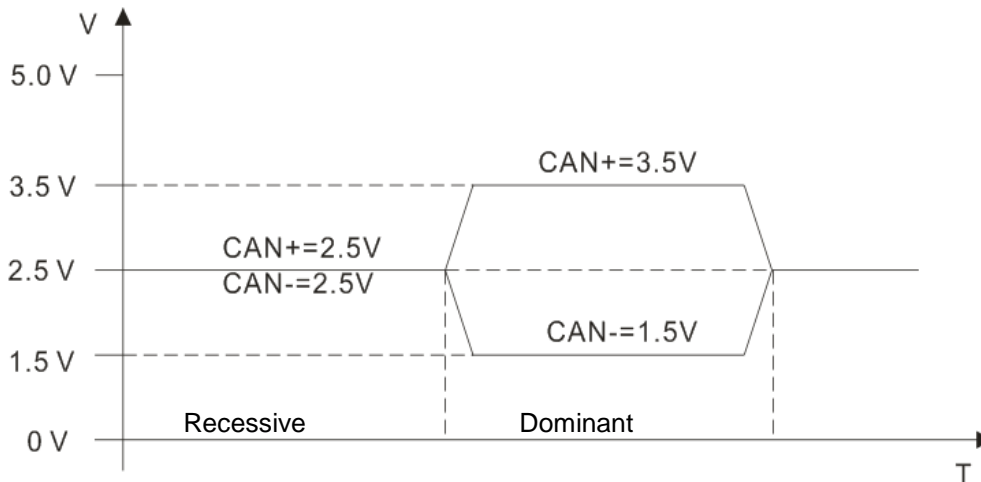 V
5.0 V
CAN+=3.5V
3.5 V
CAN+=2.5V
2.5 V
CAN-=2.5V
CAN-=1.5V
1.5 V
Recessive
Dominant
0 V
T